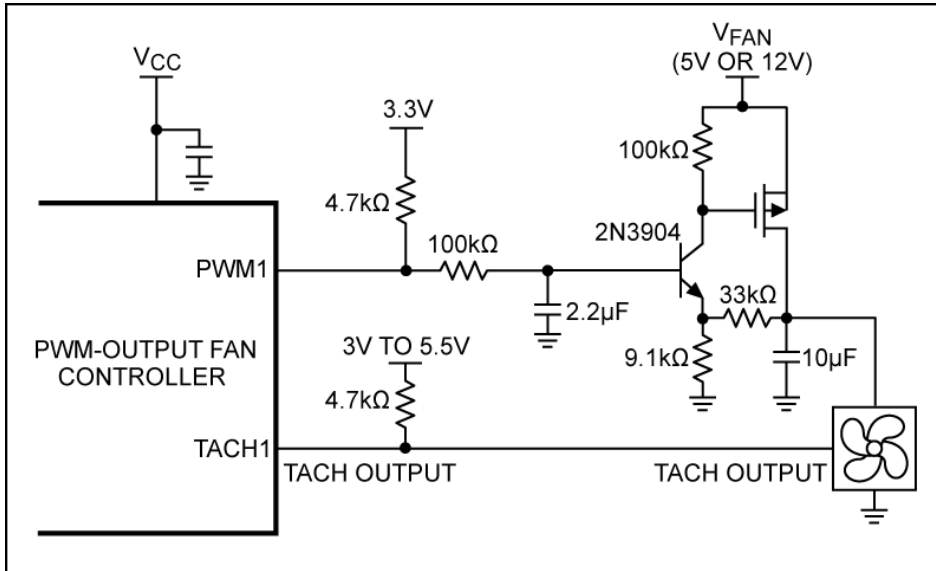 VCC
VFAN
(5V OR 12V)
3.3V
4.7kΩ
100kΩ
100kΩ
2N3904
PWM1
33kΩ
2.2µF
PWM-OUTPUT FAN
CONTROLLER
3V TO 5.5V
4.7kΩ
9.1kΩ
10µF
TACH1
TACH OUTPUT
TACH OUTPUT